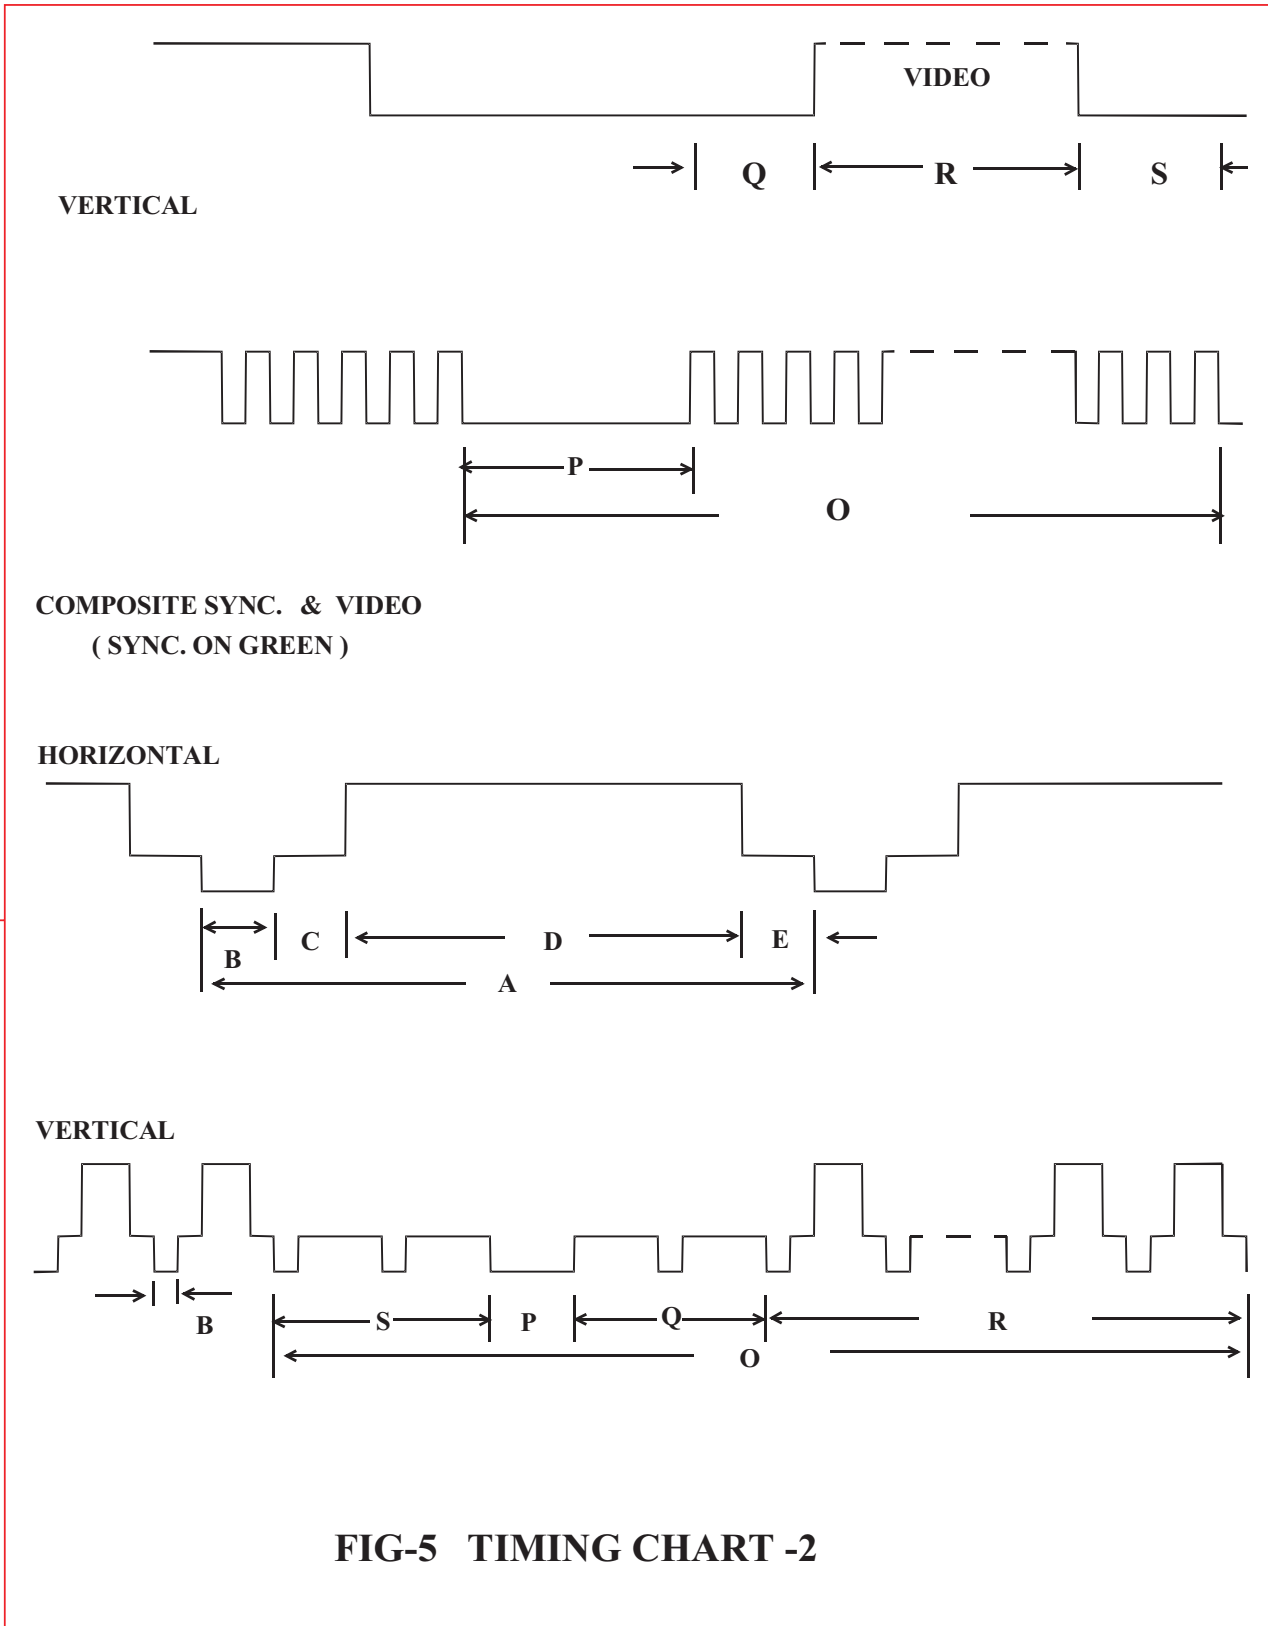 VIDEO
Q R S
VERTICAL
P
O
COMPOSITE SYNC. & VIDEO
( SYNC. ON GREEN )
HORIZONTAL
B C D E
A
VERTICAL
B S P Q R
O
FIG-5 TIMING CHART -2